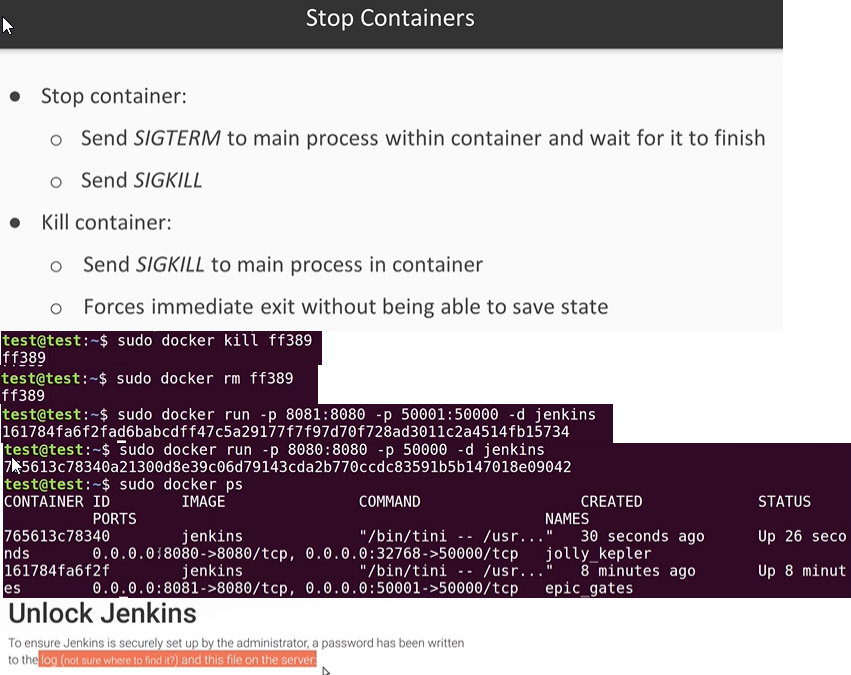 Stop Containers
● Stop container:
○ Send SIGTERM to main process within container and wait for it to finish
○ Send SIGKILL
● Kill container:
○ Send SIGKILL to main process in container
○ Forces immediate exit without being able to save state
test@test:~$ sudo docker kill ff389
ff389
test@test:~$ sudo docker rm ff389
ff389
test@test:~$ sudo docker run -p 8081:8080 -p 50001:50000 -d jenkins
161784fa6f2fad6babcdff47c5a29177f7f97d70f728ad3011c2a4514fb15734
test@test:~$ sudo docker run -p 8080:8080 -p 50000 -d jenkins
765613c78340a21300d8e39c06d79143cda2b770ccdc83591b5b147018e09042
test@test:~$ sudo docker ps
CONTAINER ID IMAGE COMMAND CREATED STATUS
PORTS NAMES
765613c78340 jenkins "/bin/tini -- /usr..." 30 seconds ago Up 26 seco
nds 0.0.0.0:8080->8080/tcp, 0.0.0.0:32768->50000/tcp jolly_kepler
161784fa6f2f jenkins "/bin/tini -- /usr..." 8 minutes ago Up 8 minut
es 0.0.0.0:8081->8080/tcp, 0.0.0.0:50001->50000/tcp epic_gates
Unlock Jenkins
To ensure Jenkins is securely set up by the administrator, a password has been written
to the log (not sure where to find it?) and this file on the server: